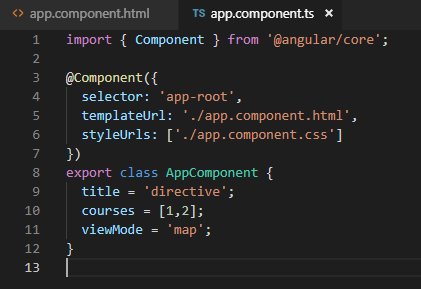 <> app.component.html TS app.component.ts ×
1 import { Component } from '@angular/core';
2
3 @Component({
4   selector: 'app-root',
5   templateUrl: './app.component.html',
6   styleUrls: ['./app.component.css']
7 })
8 export class AppComponent {
9   title = 'directive';
10   courses = [1,2];
11   viewMode = 'map';
12 }
13